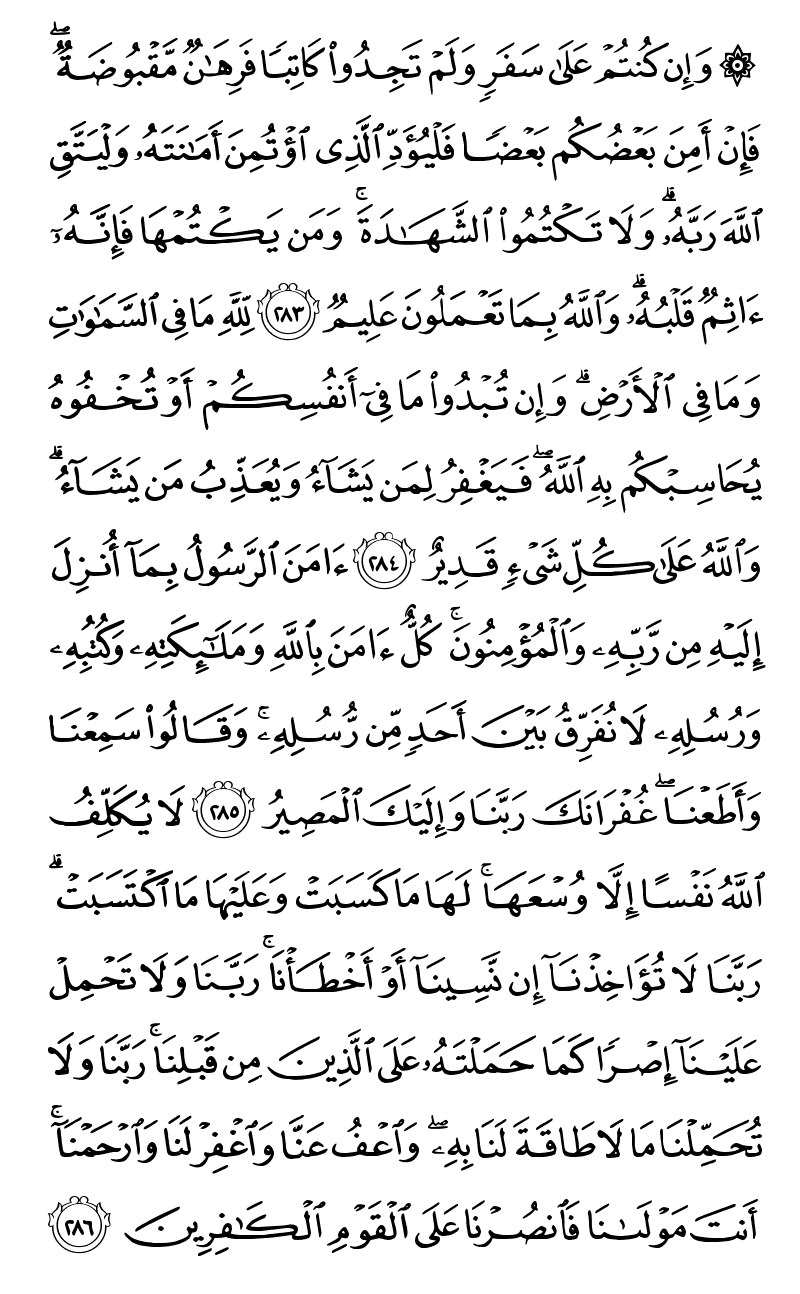 ۞ وَإِن كُنتُمْ عَلَىٰ سَفَرٍۢ وَلَمْ تَجِدُوا۟ كَاتِبًۭا فَرِهَـٰنٌۭ مَّقْبُوضَةٌۭ ۖ
فَإِنْ أَمِنَ بَعْضُكُم بَعْضًۭا فَلْيُؤَدِّ ٱلَّذِى ٱؤْتُمِنَ أَمَـٰنَتَهُۥ وَلْيَتَّقِ
ٱللَّهَ رَبَّهُۥ ۗ وَلَا تَكْتُمُوا۟ ٱلشَّهَـٰدَةَ ۚ وَمَن يَكْتُمْهَا فَإِنَّهُۥٓ
ءَاثِمٌۭ قَلْبُهُۥ ۗ وَٱللَّهُ بِمَا تَعْمَلُونَ عَلِيمٌۭ ٢٨٣ لِّلَّهِ مَا فِى ٱلسَّمَـٰوَٰتِ
وَمَا فِى ٱلْأَرْضِ ۗ وَإِن تُبْدُوا۟ مَا فِىٓ أَنفُسِكُمْ أَوْ تُخْفُوهُ
يُحَاسِبْكُم بِهِ ٱللَّهُ ۖ فَيَغْفِرُ لِمَن يَشَآءُ وَيُعَذِّبُ مَن يَشَآءُ ۗ
وَٱللَّهُ عَلَىٰ كُلِّ شَىْءٍۢ قَدِيرٌ ٢٨٤ ءَامَنَ ٱلرَّسُولُ بِمَآ أُنزِلَ
إِلَيْهِ مِن رَّبِّهِۦ وَٱلْمُؤْمِنُونَ ۚ كُلٌّ ءَامَنَ بِٱللَّهِ وَمَلَـٰٓئِكَتِهِۦ وَكُتُبِهِۦ
وَرُسُلِهِۦ لَا نُفَرِّقُ بَيْنَ أَحَدٍۢ مِّن رُّسُلِهِۦ ۚ وَقَالُوا۟ سَمِعْنَا
وَأَطَعْنَا ۖ غُفْرَانَكَ رَبَّنَا وَإِلَيْكَ ٱلْمَصِيرُ ٢٨٥ لَا يُكَلِّفُ
ٱللَّهُ نَفْسًا إِلَّا وُسْعَهَا ۚ لَهَا مَا كَسَبَتْ وَعَلَيْهَا مَا ٱكْتَسَبَتْ ۗ
رَبَّنَا لَا تُؤَاخِذْنَآ إِن نَّسِينَآ أَوْ أَخْطَأْنَا ۚ رَبَّنَا وَلَا تَحْمِلْ
عَلَيْنَآ إِصْرًۭا كَمَا حَمَلْتَهُۥ عَلَى ٱلَّذِينَ مِن قَبْلِنَا ۚ رَبَّنَا وَلَا
تُحَمِّلْنَا مَا لَا طَاقَةَ لَنَا بِهِۦ ۖ وَٱعْفُ عَنَّا وَٱغْفِرْ لَنَا وَٱرْحَمْنَآ ۚ
أَنتَ مَوْلَىٰنَا فَٱنصُرْنَا عَلَى ٱلْقَوْمِ ٱلْكَـٰفِرِينَ ٢٨٦